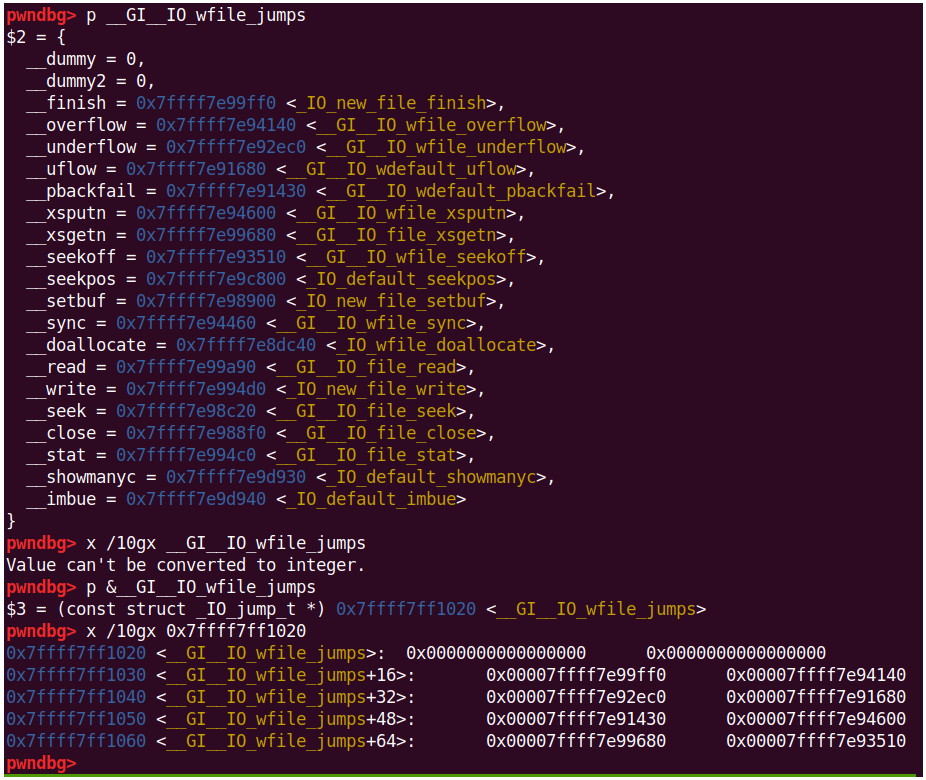 pwndbg> p __GI__IO_wfile_jumps
$2 = {
  __dummy = 0,
  __dummy2 = 0,
  __finish = 0x7ffff7e99ff0 <_IO_new_file_finish>,
  __overflow = 0x7ffff7e94140 <__GI__IO_wfile_overflow>,
  __underflow = 0x7ffff7e92ec0 <__GI__IO_wfile_underflow>,
  __uflow = 0x7ffff7e91680 <__GI__IO_wdefault_uflow>,
  __pbackfail = 0x7ffff7e91430 <__GI__IO_wdefault_pbackfail>,
  __xsputn = 0x7ffff7e94600 <__GI__IO_wfile_xsputn>,
  __xsgetn = 0x7ffff7e99680 <__GI__IO_file_xsgetn>,
  __seekoff = 0x7ffff7e93510 <__GI__IO_wfile_seekoff>,
  __seekpos = 0x7ffff7e9c800 <_IO_default_seekpos>,
  __setbuf = 0x7ffff7e98900 <_IO_new_file_setbuf>,
  __sync = 0x7ffff7e94460 <__GI__IO_wfile_sync>,
  __doallocate = 0x7ffff7e8dc40 <_IO_wfile_doallocate>,
  __read = 0x7ffff7e99a90 <__GI__IO_file_read>,
  __write = 0x7ffff7e994d0 <_IO_new_file_write>,
  __seek = 0x7ffff7e98c20 <__GI__IO_file_seek>,
  __close = 0x7ffff7e988f0 <__GI__IO_file_close>,
  __stat = 0x7ffff7e994c0 <__GI__IO_file_stat>,
  __showmanyc = 0x7ffff7e9d930 <_IO_default_showmanyc>,
  __imbue = 0x7ffff7e9d940 <_IO_default_imbue>
}
pwndbg> x /10gx __GI__IO_wfile_jumps
Value can't be converted to integer.
pwndbg> p &__GI__IO_wfile_jumps
$3 = (const struct _IO_jump_t *) 0x7ffff7ff1020 <__GI__IO_wfile_jumps>
pwndbg> x /10gx 0x7ffff7ff1020
0x7ffff7ff1020 <__GI__IO_wfile_jumps>:  0x0000000000000000      0x0000000000000000
0x7ffff7ff1030 <__GI__IO_wfile_jumps+16>:       0x00007ffff7e99ff0      0x00007ffff7e94140
0x7ffff7ff1040 <__GI__IO_wfile_jumps+32>:       0x00007ffff7e92ec0      0x00007ffff7e91680
0x7ffff7ff1050 <__GI__IO_wfile_jumps+48>:       0x00007ffff7e91430      0x00007ffff7e94600
0x7ffff7ff1060 <__GI__IO_wfile_jumps+64>:       0x00007ffff7e99680      0x00007ffff7e93510
pwndbg>